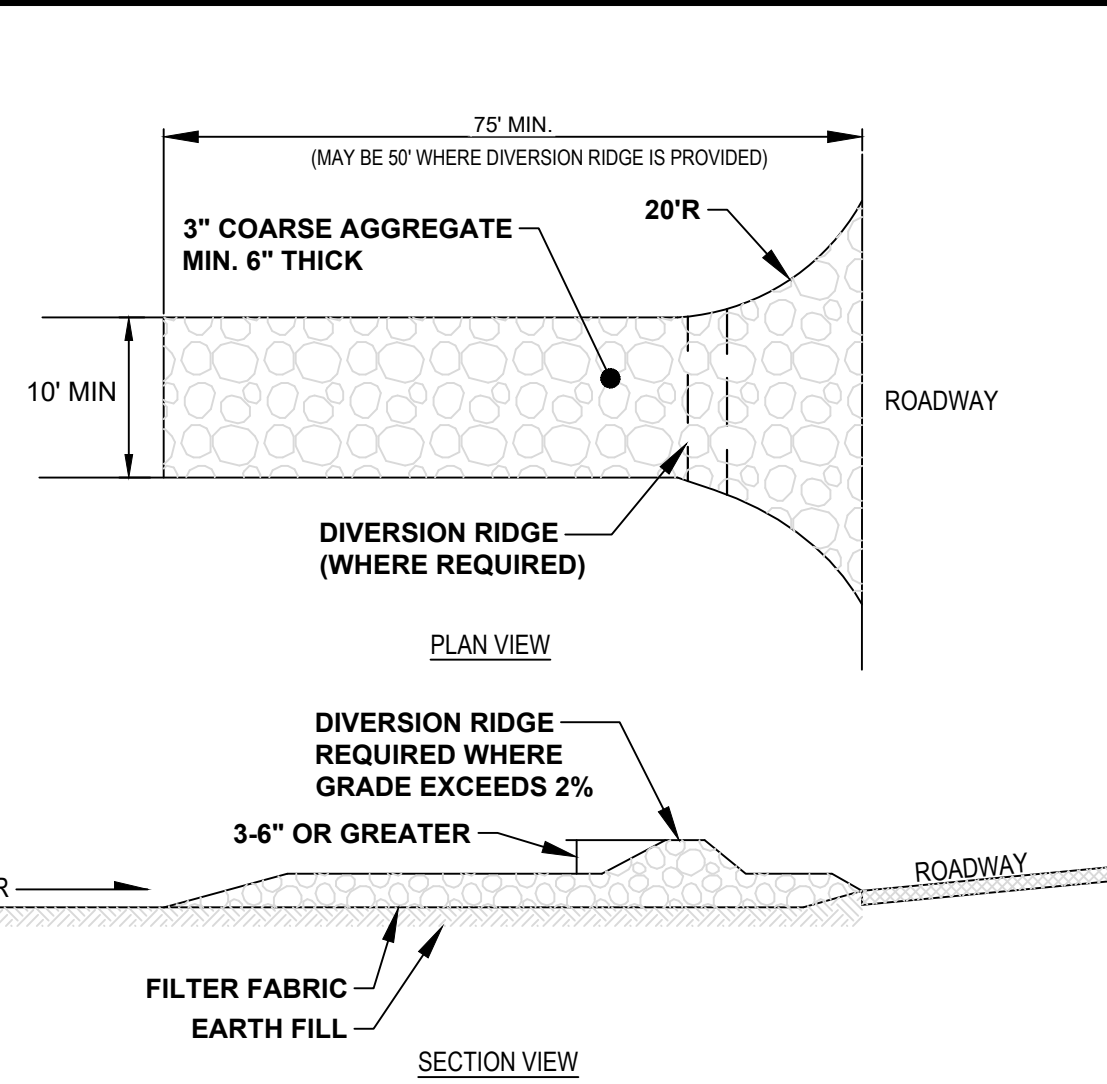 75' MIN.
(MAY BE 50' WHERE DIVERSION RIDGE IS PROVIDED)
20'R
3" COARSE AGGREGATE
MIN. 6" THICK
10' MIN
ROADWAY
DIVERSION RIDGE
(WHERE REQUIRED)
PLAN VIEW
DIVERSION RIDGE
REQUIRED WHERE
GRADE EXCEEDS 2%
3-6" OR GREATER
ROADWAY
R
FILTER FABRIC
EARTH FILL
SECTION VIEW